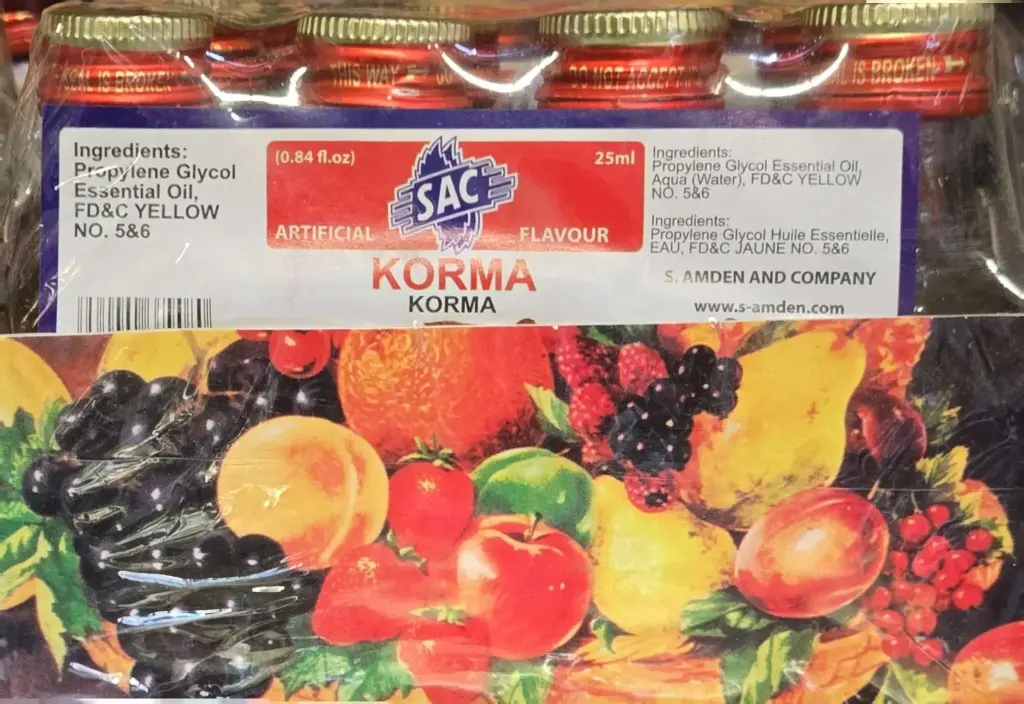 SEAL IS BROKEN
THIS WAY
DO NOT ACCEPT
IS BROKEN
Ingredients:
Propylene Glycol
Essential Oil,
FD&C YELLOW
NO. 5&6
(0.84 fl.oz)
25ml
SAC
ARTIFICIAL
FLAVOUR
KORMA
KORMA
Ingredients:
Propylene Glycol Essential Oil,
Aqua (Water), FD&C YELLOW
NO. 5&6
Ingredients:
Propylene Glycol Huile Essentielle,
EAU, FD&C JAUNE NO. 5&6
S. AMDEN AND COMPANY
www.s-amden.com